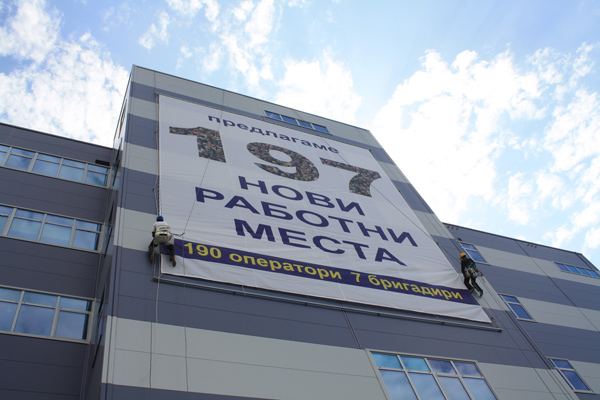 предлагаме
197
НОВИ
РАБОТНИ
МЕСТА
190 оператори 7 бригадири